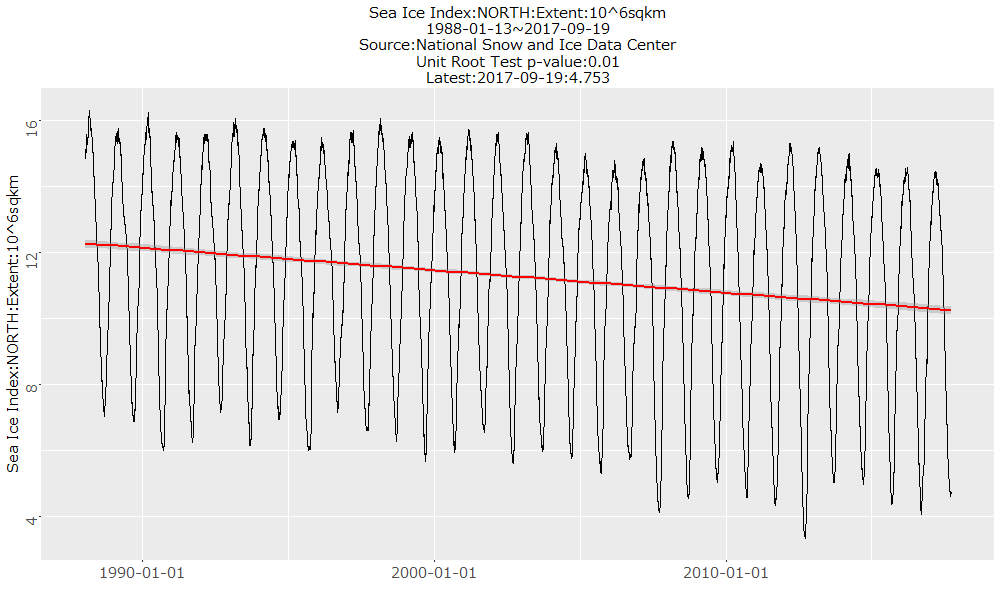 Sea Ice Index:NORTH:Extent:10^6sqkm
1988-01-13~2017-09-19
Source:National Snow and Ice Data Center
Unit Root Test p-value:0.01
Latest:2017-09-19:4.753
Sea Ice Index:NORTH:Extent:10^6sqkm
16
12
8
4
1990-01-01
2000-01-01
2010-01-01